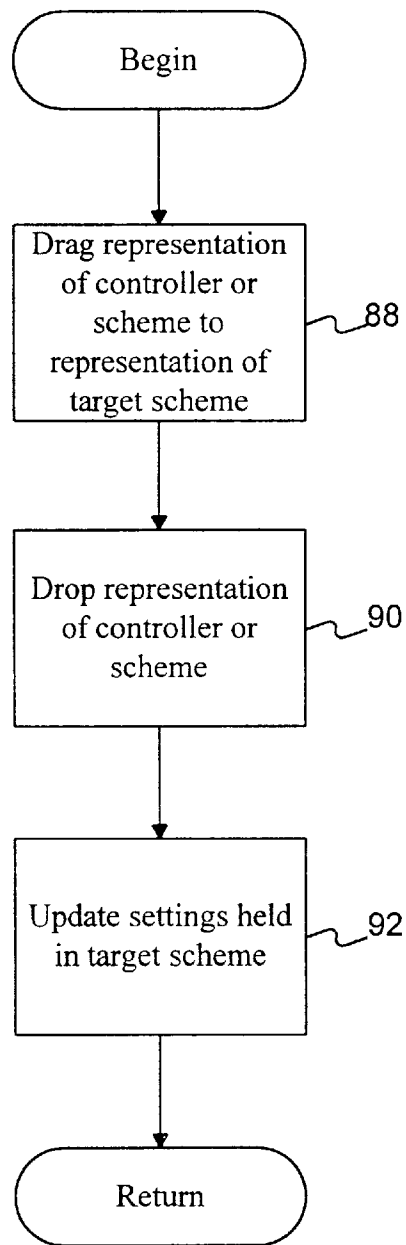 Begin
Drag representation
of controller or
scheme to
representation of
target scheme
88
Drop representation
of controller or
scheme
90
Update settings held
in target scheme
92
Return